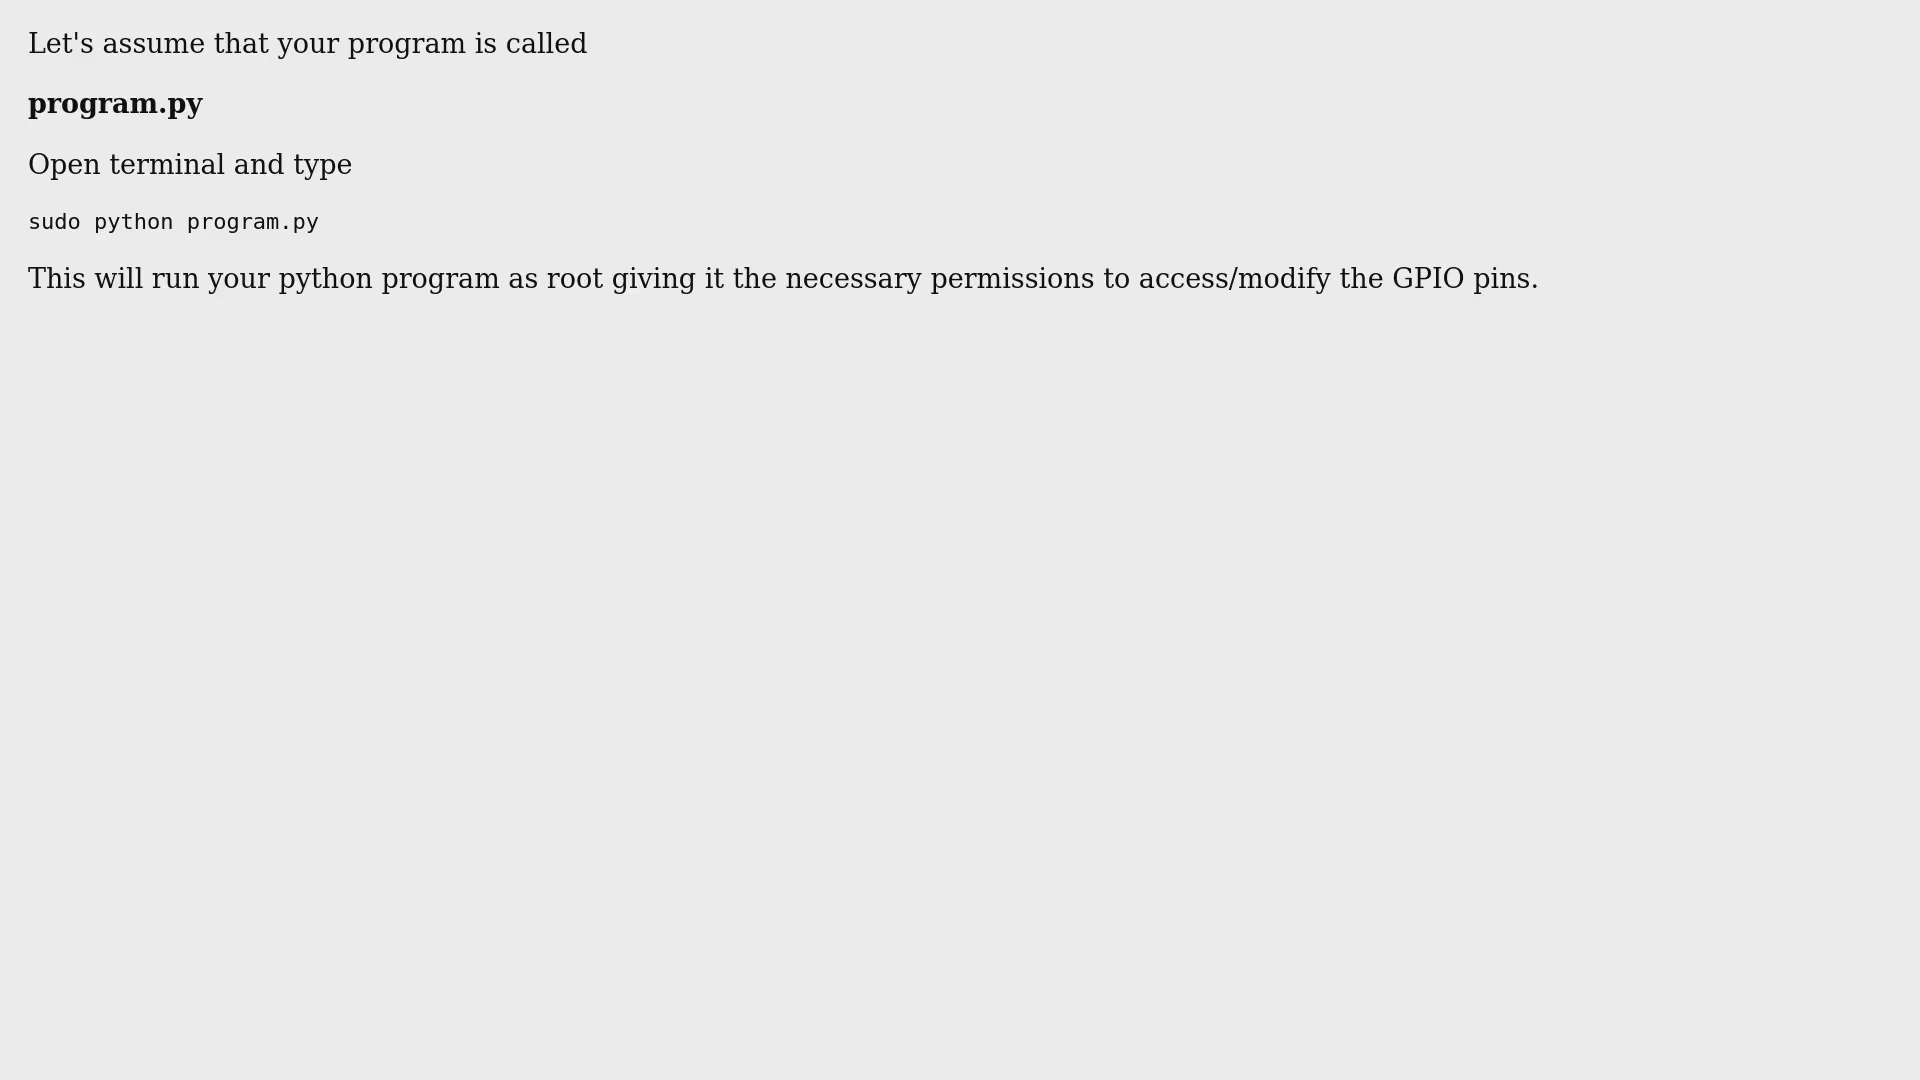 Let's assume that your program is called
program.py
Open terminal and type
sudo python program.py
This will run your python program as root giving it the necessary permissions to access/modify the GPIO pins.